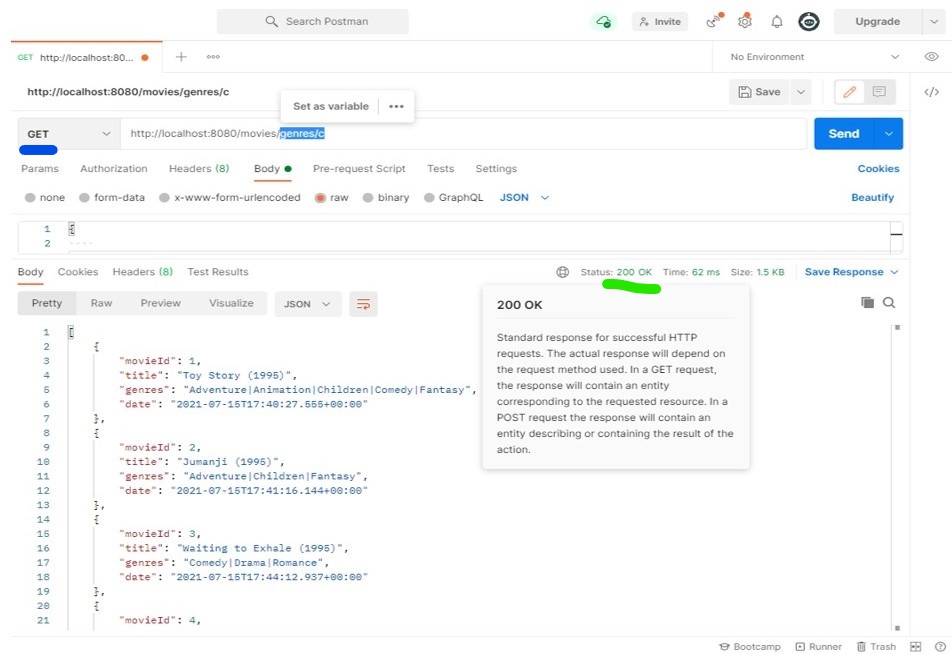 Search Postman
Invite
Upgrade
GET http://localhost:80...
No Environment
http://localhost:8080/movies/genres/c
Save
Set as variable
GET
http://localhost:8080/movies/genres/c
Send
Params Authorization Headers (8) Body Pre-request Script Tests Settings
Cookies
none form-data x-www-form-urlencoded raw binary GraphQL JSON
Beautify
1 {
2 ....
Body Cookies Headers (8) Test Results
Status: 200 OK Time: 62 ms Size: 1.5 KB
Save Response
Pretty Raw Preview Visualize JSON
200 OK
Standard response for successful HTTP
requests. The actual response will depend on
the request method used. In a GET request,
the response will contain an entity
corresponding to the requested resource. In a
POST request the response will contain an
entity describing or containing the result of the
action.
1 [
2 {
3 "movieId": 1,
4 "title": "Toy Story (1995)",
5 "genres": "Adventure|Animation|Children|Comedy|Fantasy",
6 "date": "2021-07-15T17:40:27.555+00:00"
7 },
8 {
9 "movieId": 2,
10 "title": "Jumanji (1995)",
11 "genres": "Adventure|Children|Fantasy",
12 "date": "2021-07-15T17:41:16.144+00:00"
13 },
14 {
15 "movieId": 3,
16 "title": "Waiting to Exhale (1995)",
17 "genres": "Comedy|Drama|Romance",
18 "date": "2021-07-15T17:44:12.937+00:00"
19 },
20 {
21 "movieId": 4,
Bootcamp Runner Trash